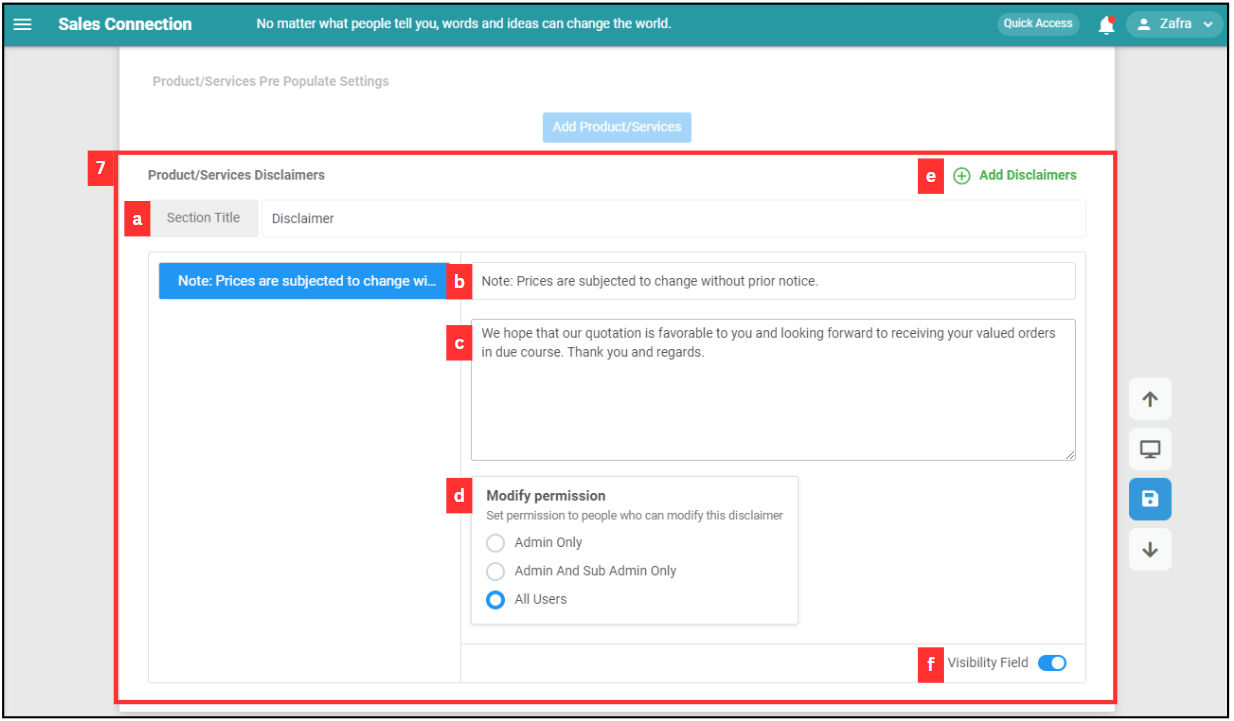 Sales Connection
No matter what people tell you, words and ideas can change the world.
Quick Access
Zafra
Product/Services Pre Populate Settings
Add Product/Services
7
Product/Services Disclaimers
e
Add Disclaimers
a
Section Title
Disclaimer
Note: Prices are subjected to change wi...
b
Note: Prices are subjected to change without prior notice.
c
We hope that our quotation is favorable to you and looking forward to receiving your valued orders
in due course. Thank you and regards.
d
Modify permission
Set permission to people who can modify this disclaimer
Admin Only
Admin And Sub Admin Only
All Users
f
Visibility Field